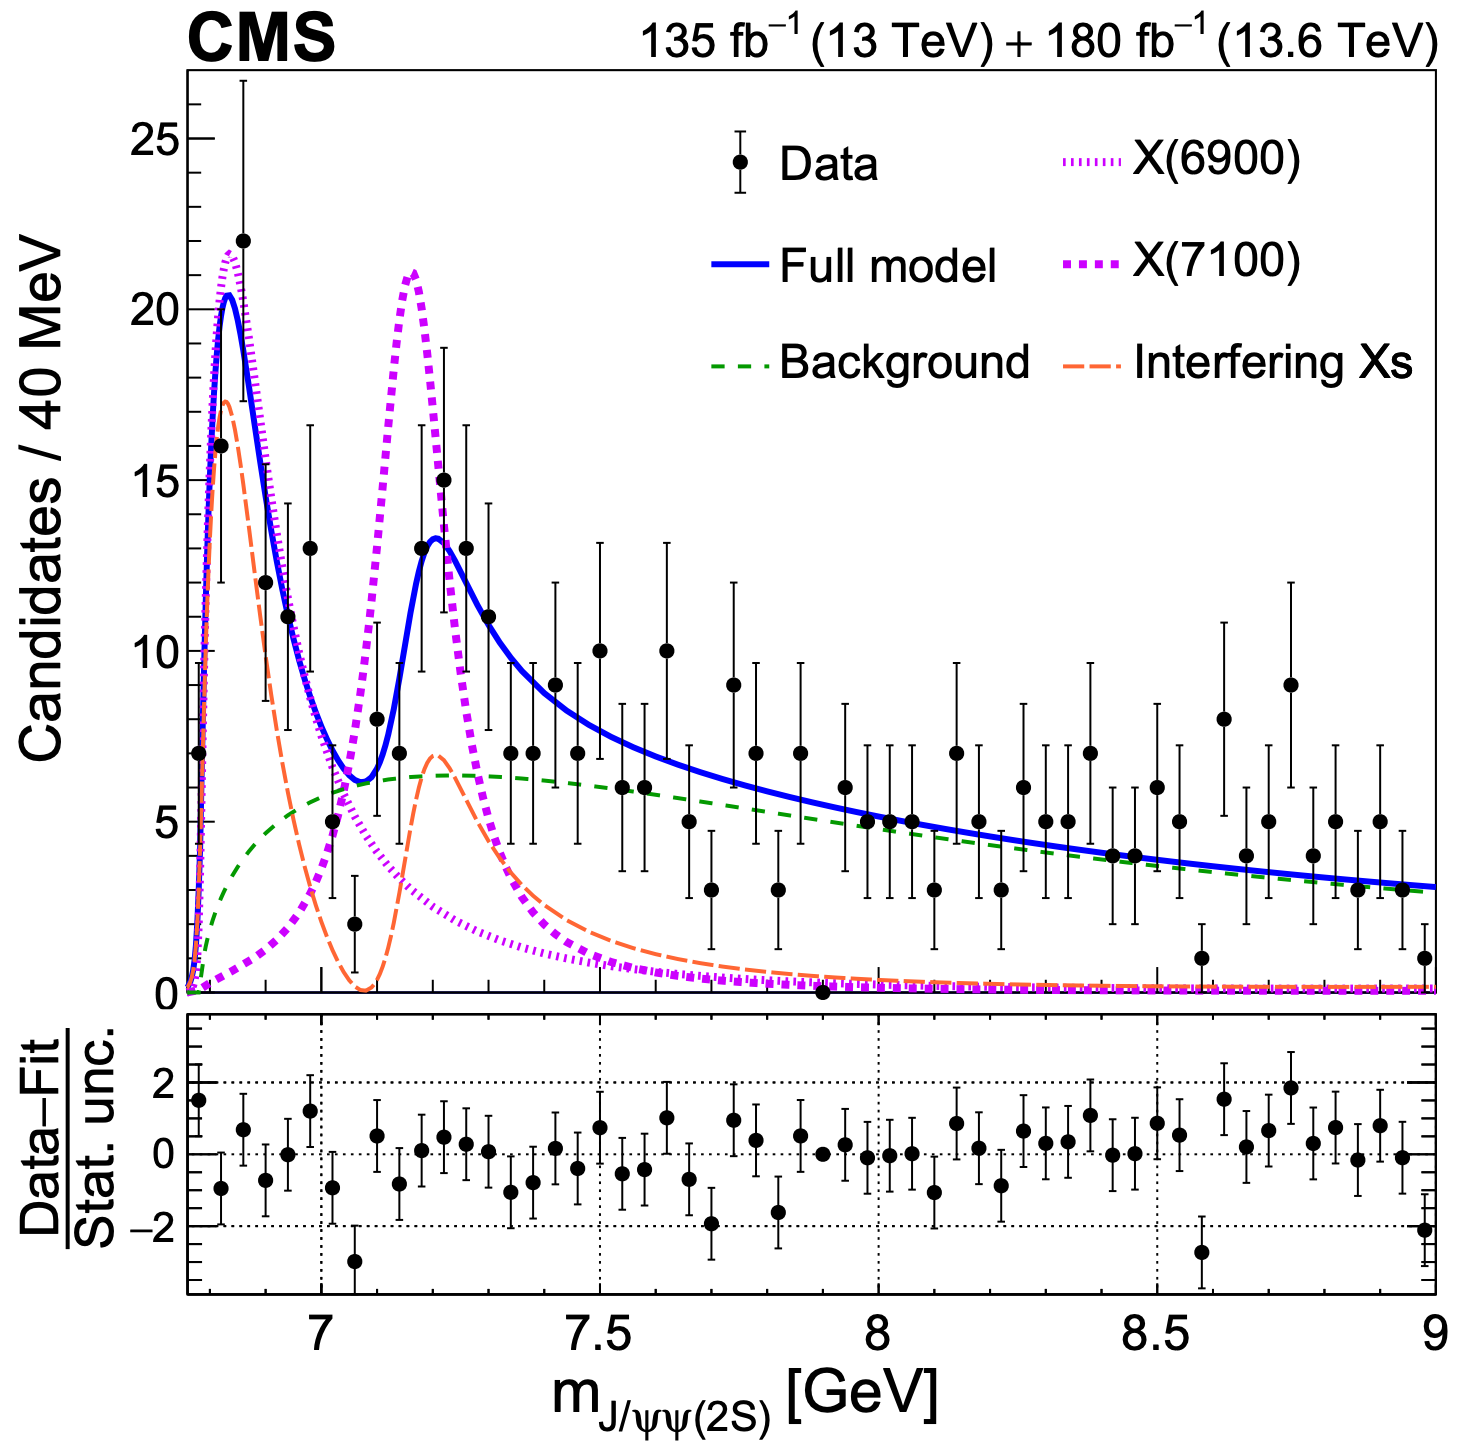 CMS 135 fb⁻¹ (13 TeV) + 180 fb⁻¹ (13.6 TeV)
Candidates / 40 MeV
25
20
15
10
5
0
Data
X(6900)
Full model
X(7100)
Background
Interfering Xs
Data–Fit
Stat. unc.
2
0
–2
7 7.5 8 8.5 9
m_J/ψψ(2S) [GeV]